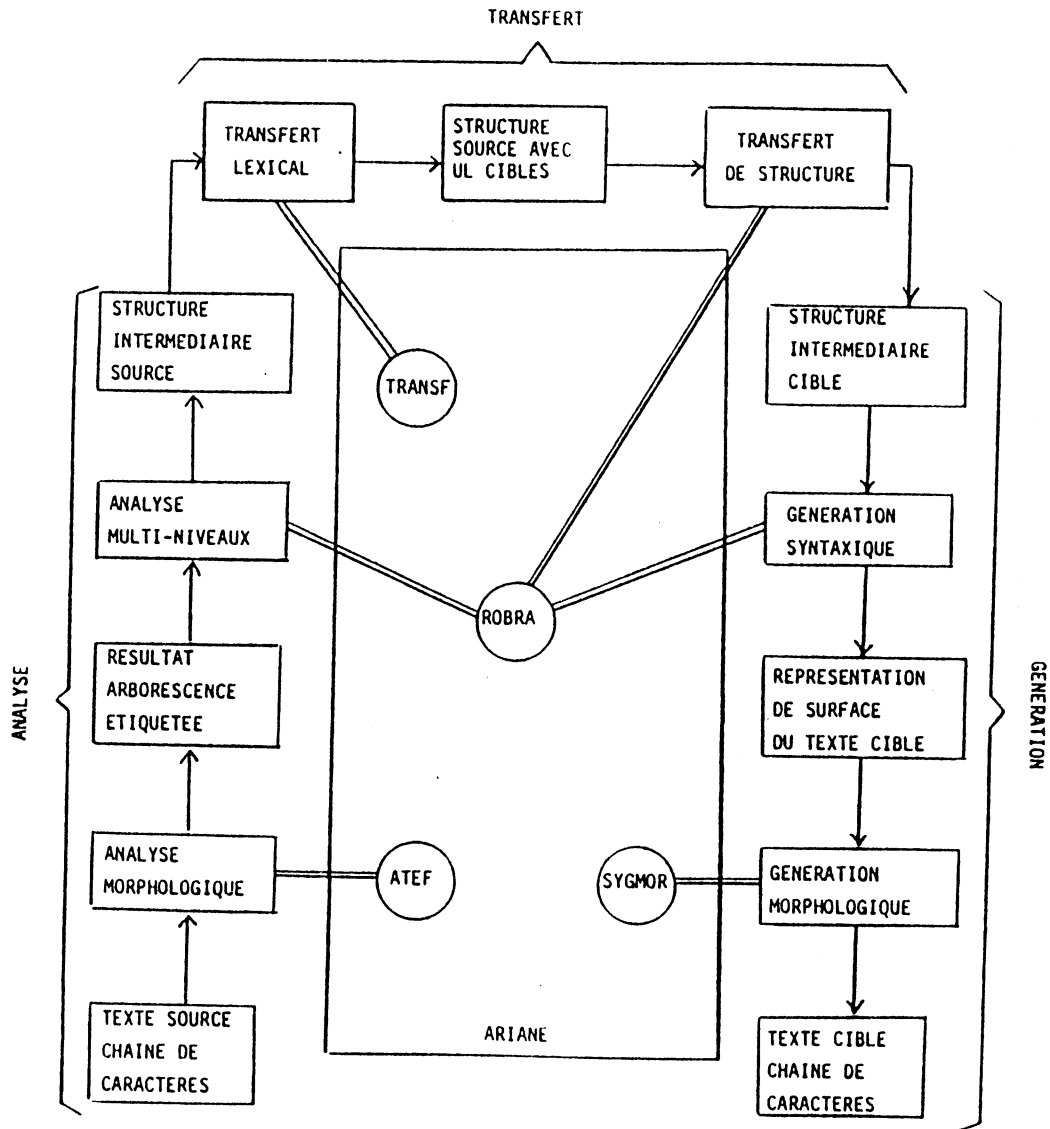 TRANSFERT
TRANSFERT
LEXICAL
STRUCTURE
SOURCE AVEC
UL CIBLES
TRANSFERT
DE STRUCTURE
STRUCTURE
INTERMEDIAIRE
SOURCE
STRUCTURE
INTERMEDIAIRE
CIBLE
TRANSF
ANALYSE
MULTI-NIVEAUX
GENERATION
SYNTAXIQUE
ROBRA
RESULTAT
ARBORESCENCE
ETIQUETEE
REPRESENTATION
DE SURFACE
DU TEXTE CIBLE
ANALYSE
GENERATION
ANALYSE
MORPHOLOGIQUE
ATEF
SYGMOR
GENERATION
MORPHOLOGIQUE
TEXTE SOURCE
CHAINE DE
CARACTERES
ARIANE
TEXTE CIBLE
CHAINE DE
CARACTERES